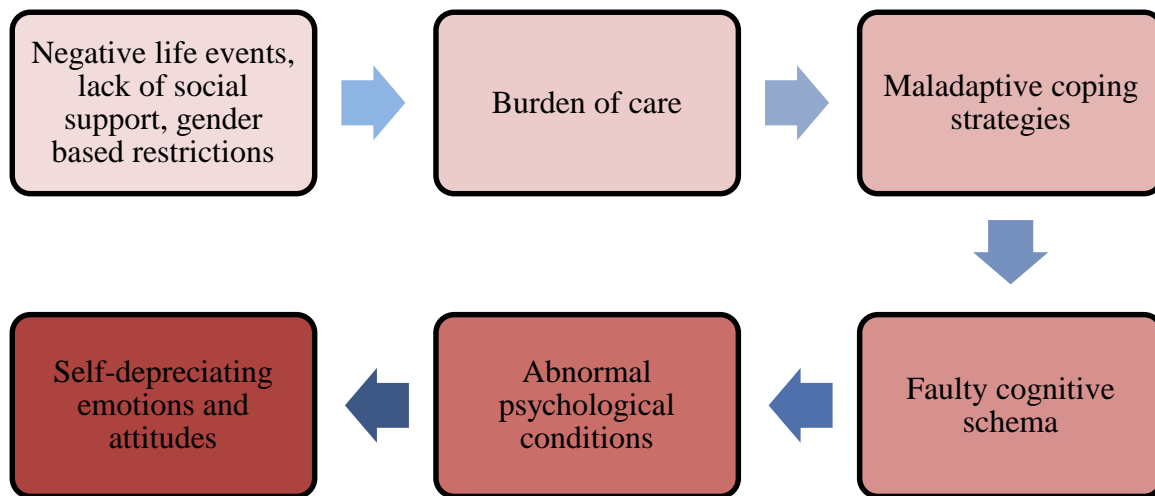 Negative life events,
lack of social
support, gender
based restrictions
Burden of care
Maladaptive coping
strategies
Faulty cognitive
schema
Abnormal
psychological
conditions
Self-depreciating
emotions and
attitudes